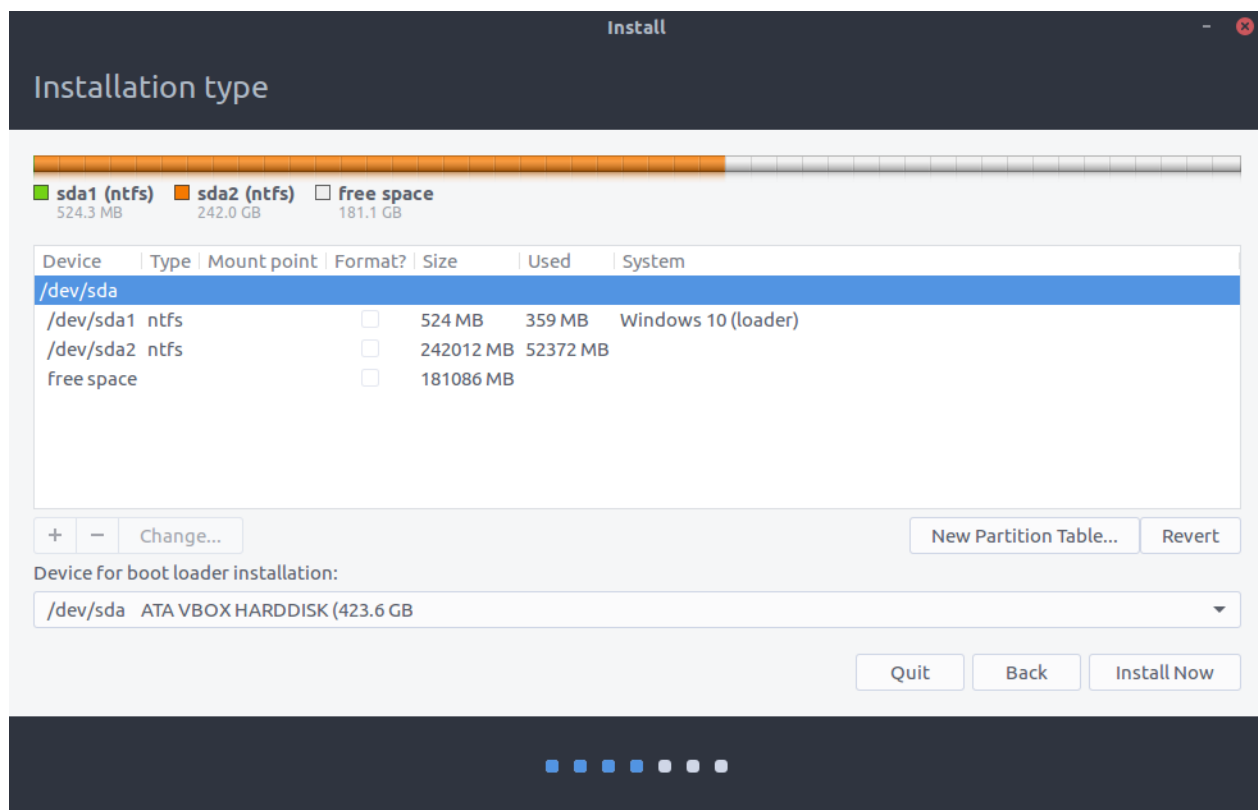 Install
Installation type
sda1 (ntfs) sda2 (ntfs) free space
524.3 MB 242.0 GB 181.1 GB
Device Type Mount point Format? Size Used System
/dev/sda
/dev/sda1 ntfs 524 MB 359 MB Windows 10 (loader)
/dev/sda2 ntfs 242012 MB 52372 MB
free space 181086 MB
+ − Change... New Partition Table... Revert
Device for boot loader installation:
/dev/sda ATA VBOX HARDDISK (423.6 GB
Quit Back Install Now